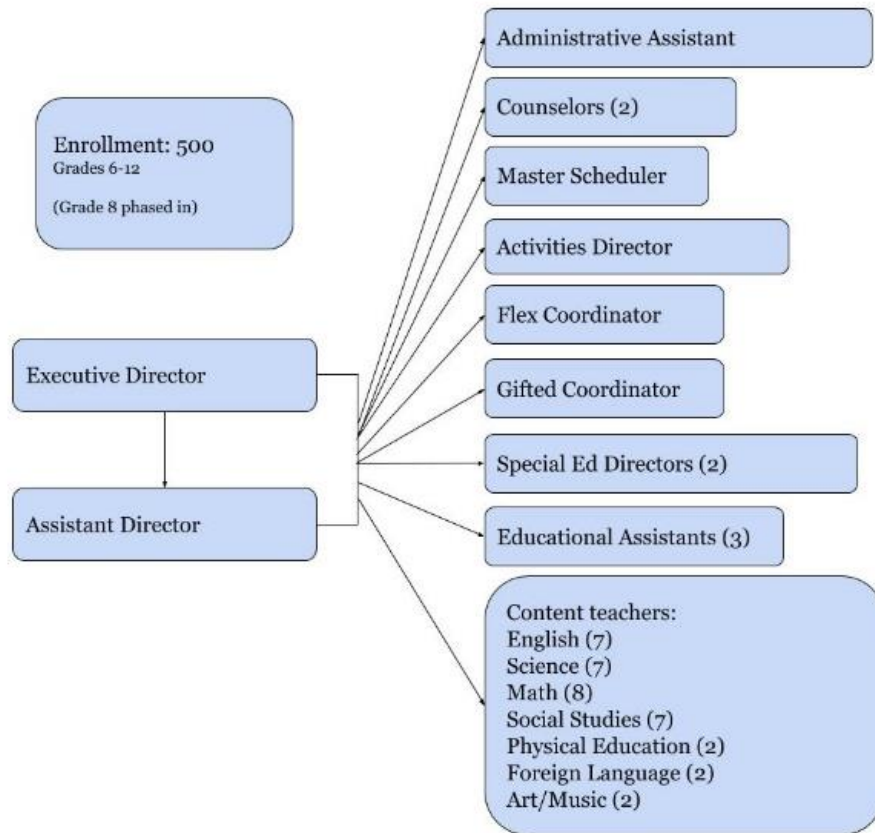 Enrollment: 500
Grades 6-12
(Grade 8 phased in)
Executive Director
Assistant Director
Administrative Assistant
Counselors (2)
Master Scheduler
Activities Director
Flex Coordinator
Gifted Coordinator
Special Ed Directors (2)
Educational Assistants (3)
Content teachers:
English (7)
Science (7)
Math (8)
Social Studies (7)
Physical Education (2)
Foreign Language (2)
Art/Music (2)